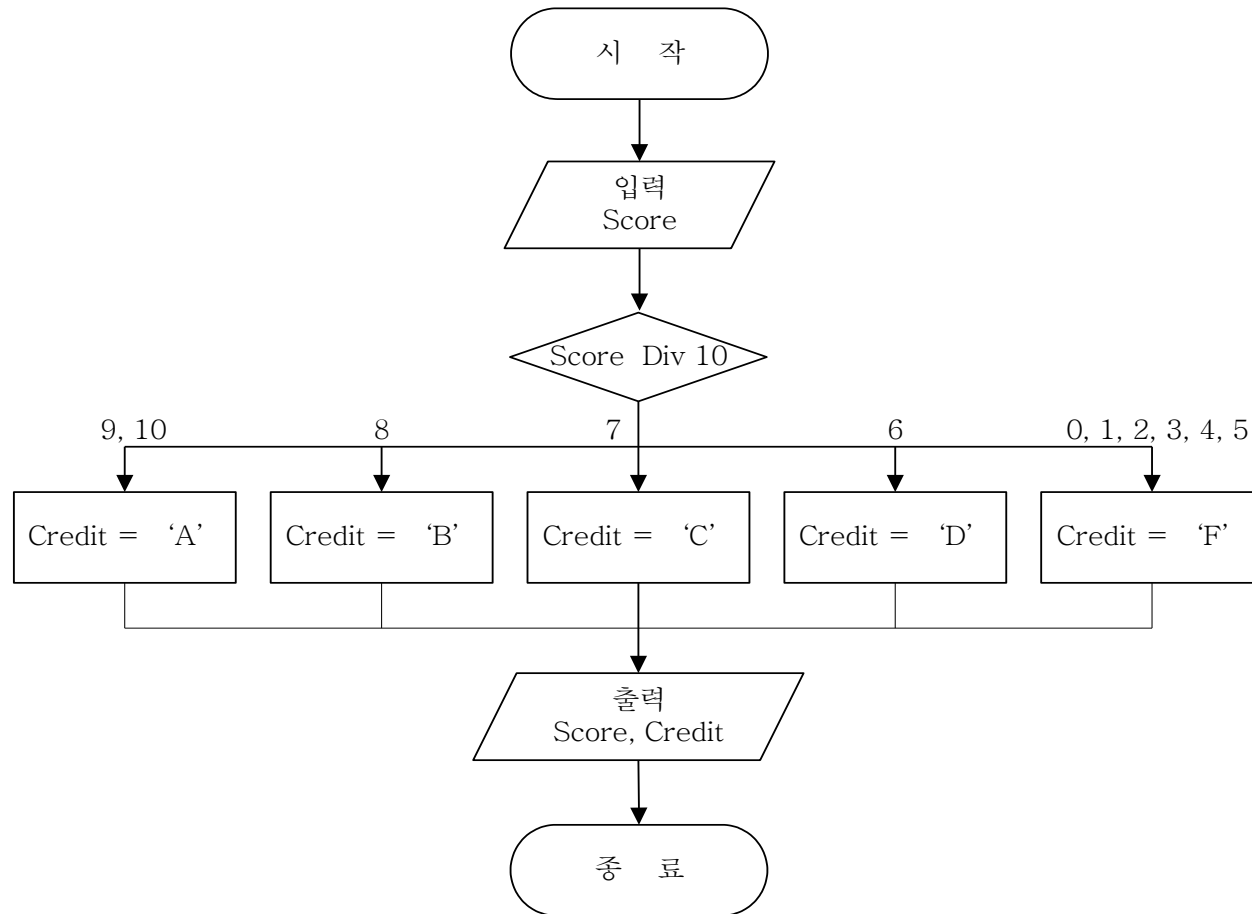 시 작
입력
Score
Score Div 10
9, 10
8
7
6
0, 1, 2, 3, 4, 5
Credit = ‘A’
Credit = ‘B’
Credit = ‘C’
Credit = ‘D’
Credit = ‘F’
출력
Score, Credit
종 료